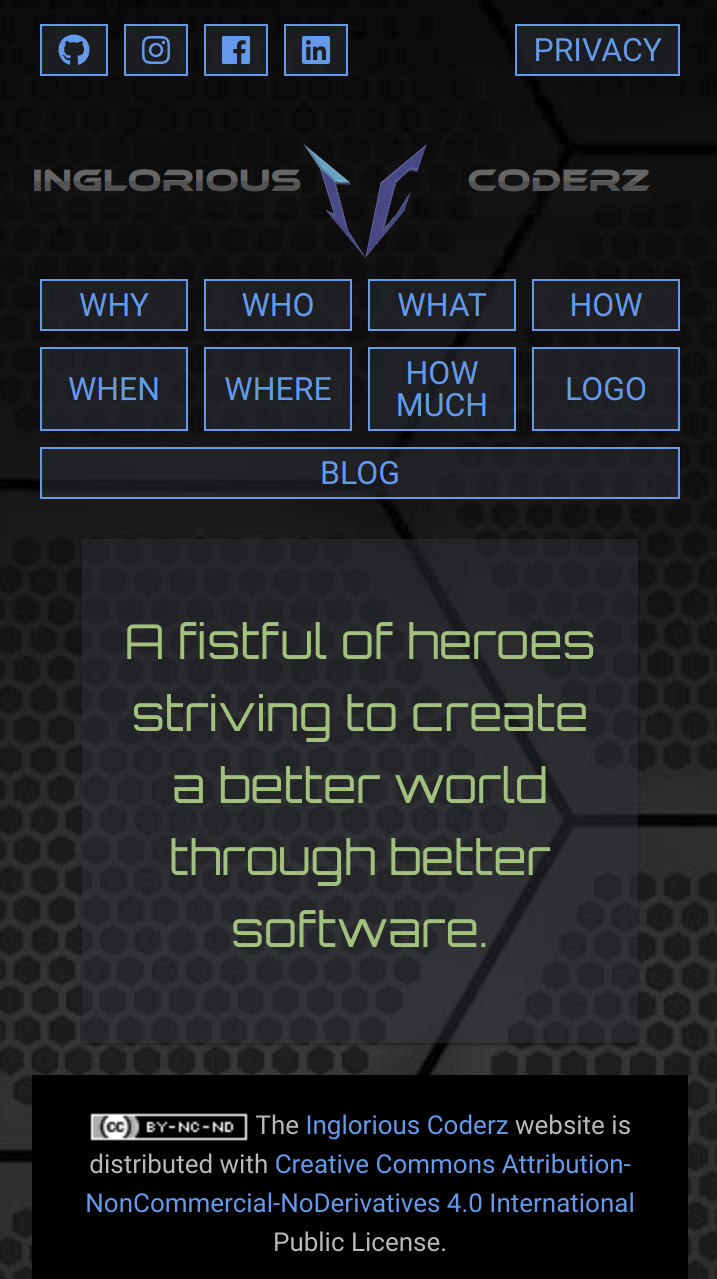 PRIVACY
INGLORIOUS CODERZ
WHY WHO WHAT HOW
WHEN WHERE HOW MUCH LOGO
BLOG
A fistful of heroes
striving to create
a better world
through better
software.
(cc) BY-NC-ND The Inglorious Coderz website is
distributed with Creative Commons Attribution-
NonCommercial-NoDerivatives 4.0 International
Public License.